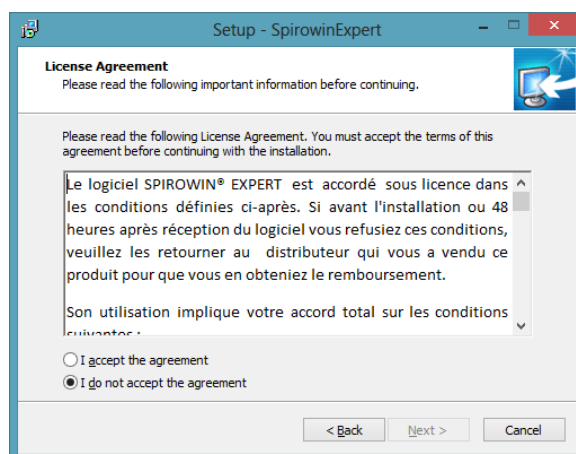 Setup - SpirowinExpert
License Agreement
Please read the following important information before continuing.
Please read the following License Agreement. You must accept the terms of this
agreement before continuing with the installation.
Le logiciel SPIROWIN® EXPERT est accordé sous licence dans
les conditions définies ci-après. Si avant l'installation ou 48
heures après réception du logiciel vous refusiez ces conditions,
veuillez les retourner au distributeur qui vous a vendu ce
produit pour que vous en obteniez le remboursement.
Son utilisation implique votre accord total sur les conditions
suivantes :
I accept the agreement
I do not accept the agreement
< Back
Next >
Cancel